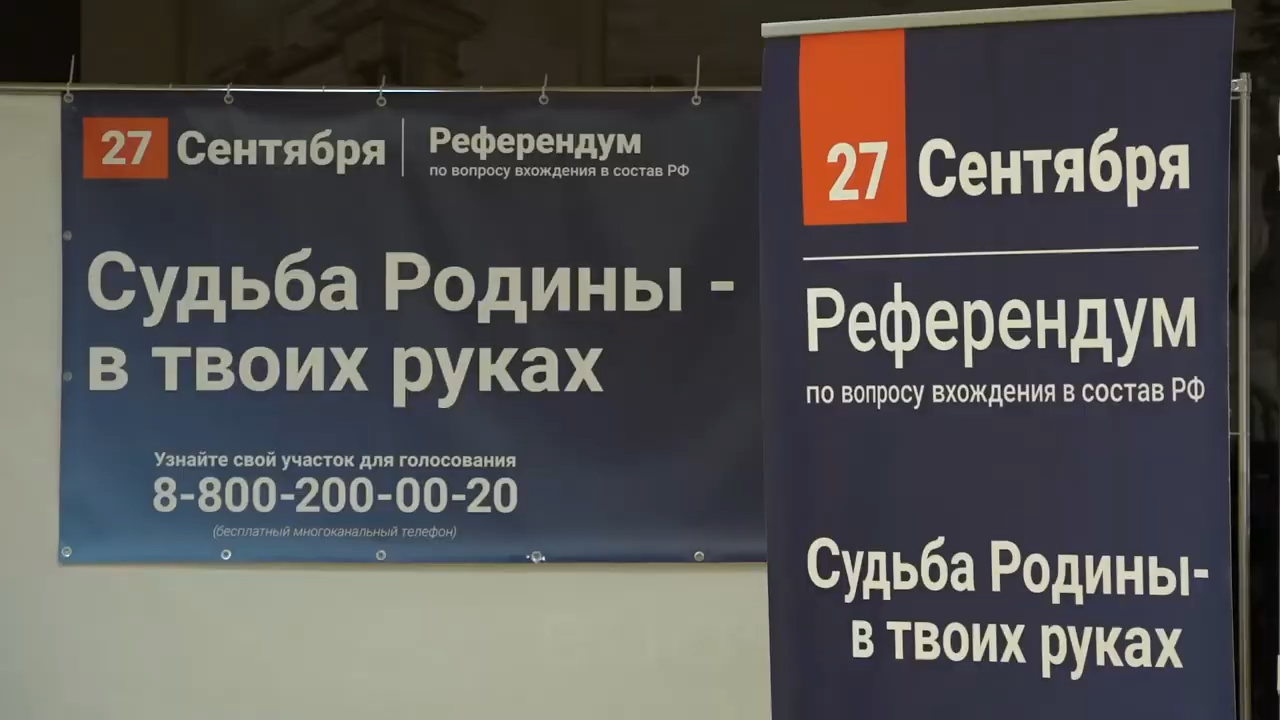 27 Сентября
Референдум
по вопросу вхождения в состав РФ
Судьба Родины -
в твоих руках
Узнайте свой участок для голосования
8-800-200-00-20
(бесплатный многоканальный телефон)
27 Сентября
Референдум
по вопросу вхождения в состав РФ
Судьба Родины-
в твоих руках